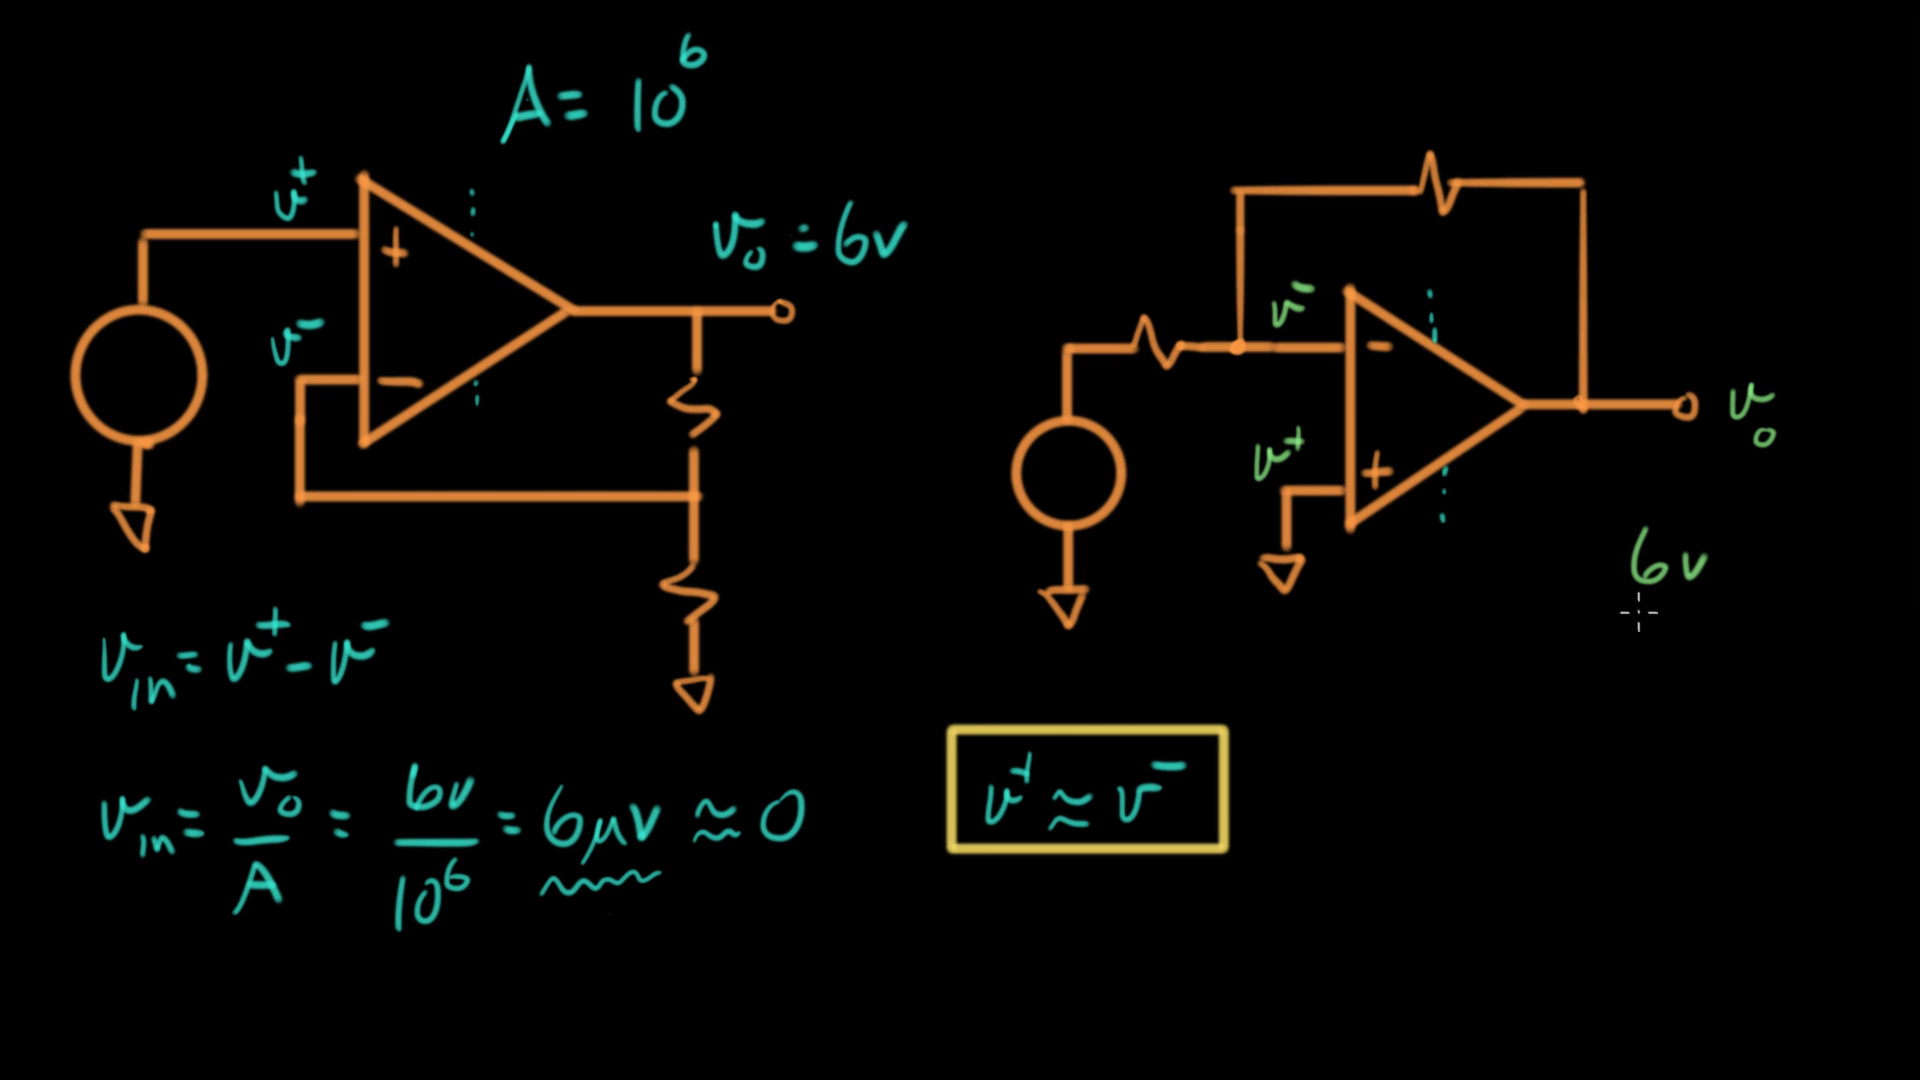 A = 10⁶
v⁺
+
v₀ = 6v
v⁻
−
v⁻
−
v₀
v⁺
+
6v
v_in = v⁺ − v⁻
v_in = v₀/A = 6v/10⁶ = 6μv ≈ 0
v⁺ ≈ v⁻